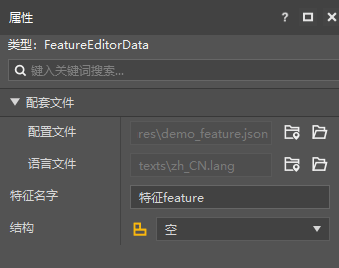 属性
类型: FeatureEditorData
键入关键词搜索...
配套文件
配置文件 res\demo_feature.json
语言文件 texts\zh_CN.lang
特征名字 特征feature
结构 空